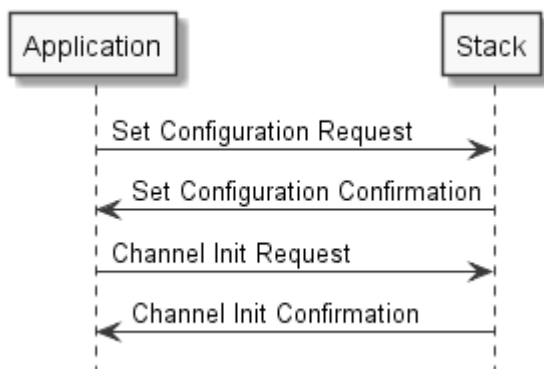 Application
Stack
Set Configuration Request
Set Configuration Confirmation
Channel Init Request
Channel Init Confirmation